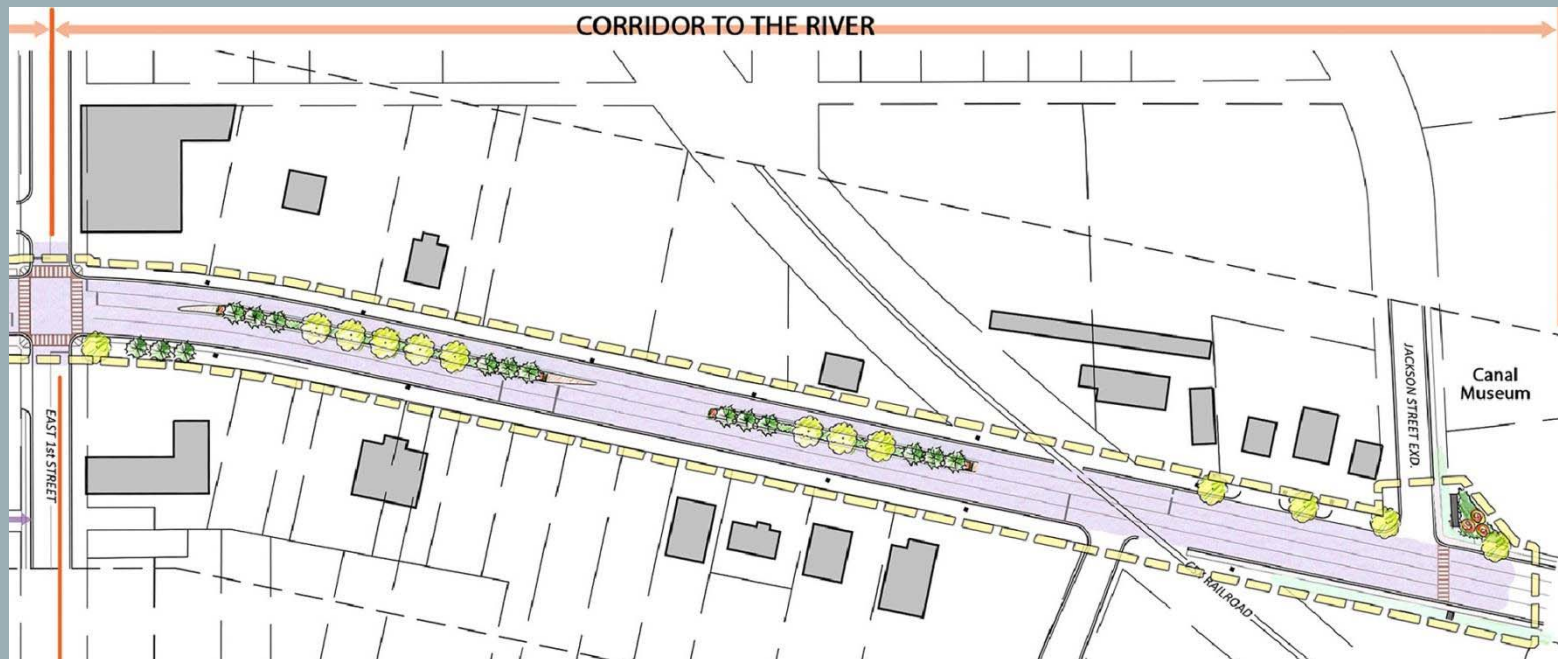 CORRIDOR TO THE RIVER
EAST 1st STREET
JACKSON STREET EXD.
Canal
Museum
RAILROAD